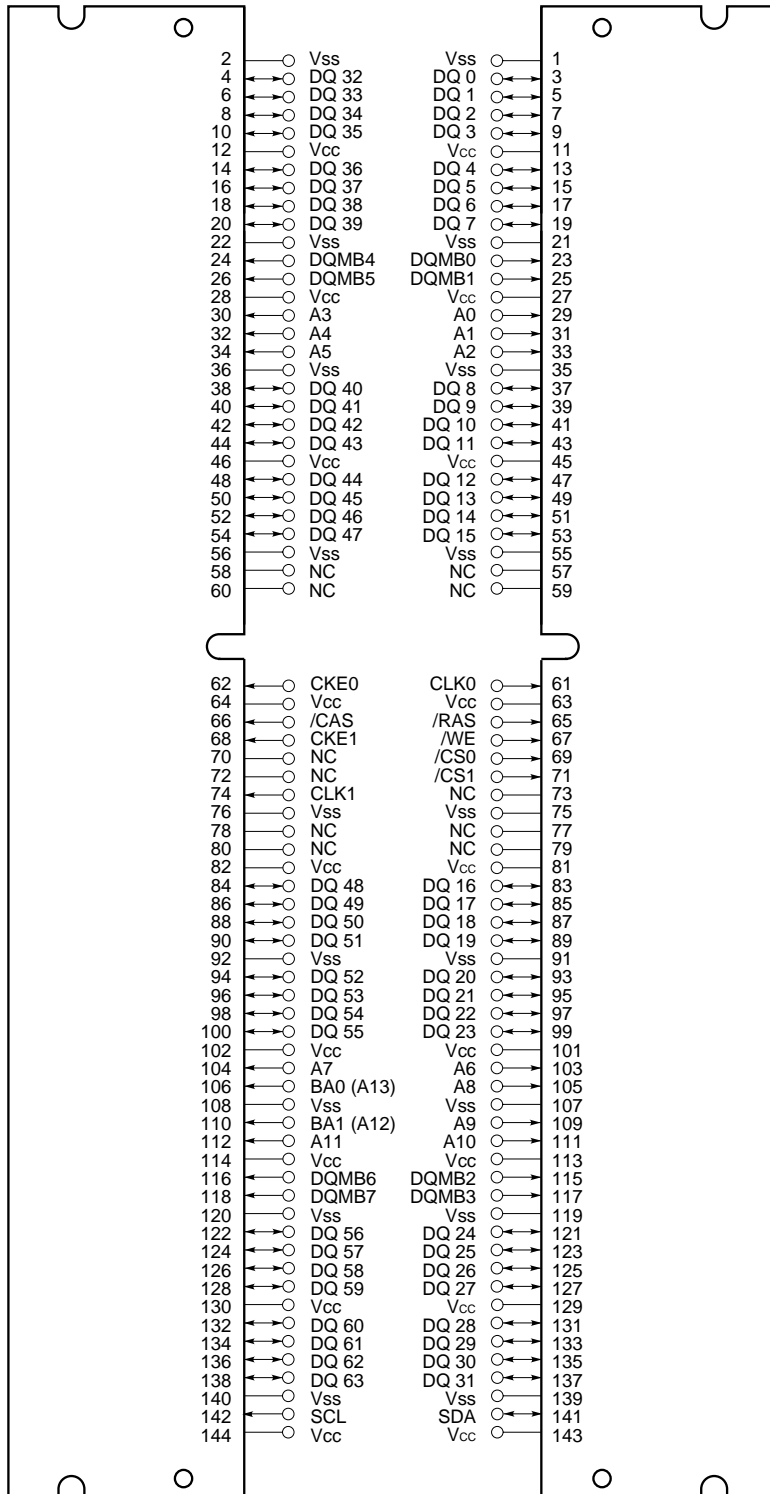 2 Vss Vss 1
4 DQ 32 DQ 0 3
6 DQ 33 DQ 1 5
8 DQ 34 DQ 2 7
10 DQ 35 DQ 3 9
12 Vcc Vcc 11
14 DQ 36 DQ 4 13
16 DQ 37 DQ 5 15
18 DQ 38 DQ 6 17
20 DQ 39 DQ 7 19
22 Vss Vss 21
24 DQMB4 DQMB0 23
26 DQMB5 DQMB1 25
28 Vcc Vcc 27
30 A3 A0 29
32 A4 A1 31
34 A5 A2 33
36 Vss Vss 35
38 DQ 40 DQ 8 37
40 DQ 41 DQ 9 39
42 DQ 42 DQ 10 41
44 DQ 43 DQ 11 43
46 Vcc Vcc 45
48 DQ 44 DQ 12 47
50 DQ 45 DQ 13 49
52 DQ 46 DQ 14 51
54 DQ 47 DQ 15 53
56 Vss Vss 55
58 NC NC 57
60 NC NC 59
62 CKE0 CLK0 61
64 Vcc Vcc 63
66 /CAS /RAS 65
68 CKE1 /WE 67
70 NC /CS0 69
72 NC /CS1 71
74 CLK1 NC 73
76 Vss Vss 75
78 NC NC 77
80 NC NC 79
82 Vcc Vcc 81
84 DQ 48 DQ 16 83
86 DQ 49 DQ 17 85
88 DQ 50 DQ 18 87
90 DQ 51 DQ 19 89
92 Vss Vss 91
94 DQ 52 DQ 20 93
96 DQ 53 DQ 21 95
98 DQ 54 DQ 22 97
100 DQ 55 DQ 23 99
102 Vcc Vcc 101
104 A7 A6 103
106 BA0 (A13) A8 105
108 Vss Vss 107
110 BA1 (A12) A9 109
112 A11 A10 111
114 Vcc Vcc 113
116 DQMB6 DQMB2 115
118 DQMB7 DQMB3 117
120 Vss Vss 119
122 DQ 56 DQ 24 121
124 DQ 57 DQ 25 123
126 DQ 58 DQ 26 125
128 DQ 59 DQ 27 127
130 Vcc Vcc 129
132 DQ 60 DQ 28 131
134 DQ 61 DQ 29 133
136 DQ 62 DQ 30 135
138 DQ 63 DQ 31 137
140 Vss Vss 139
142 SCL SDA 141
144 Vcc Vcc 143